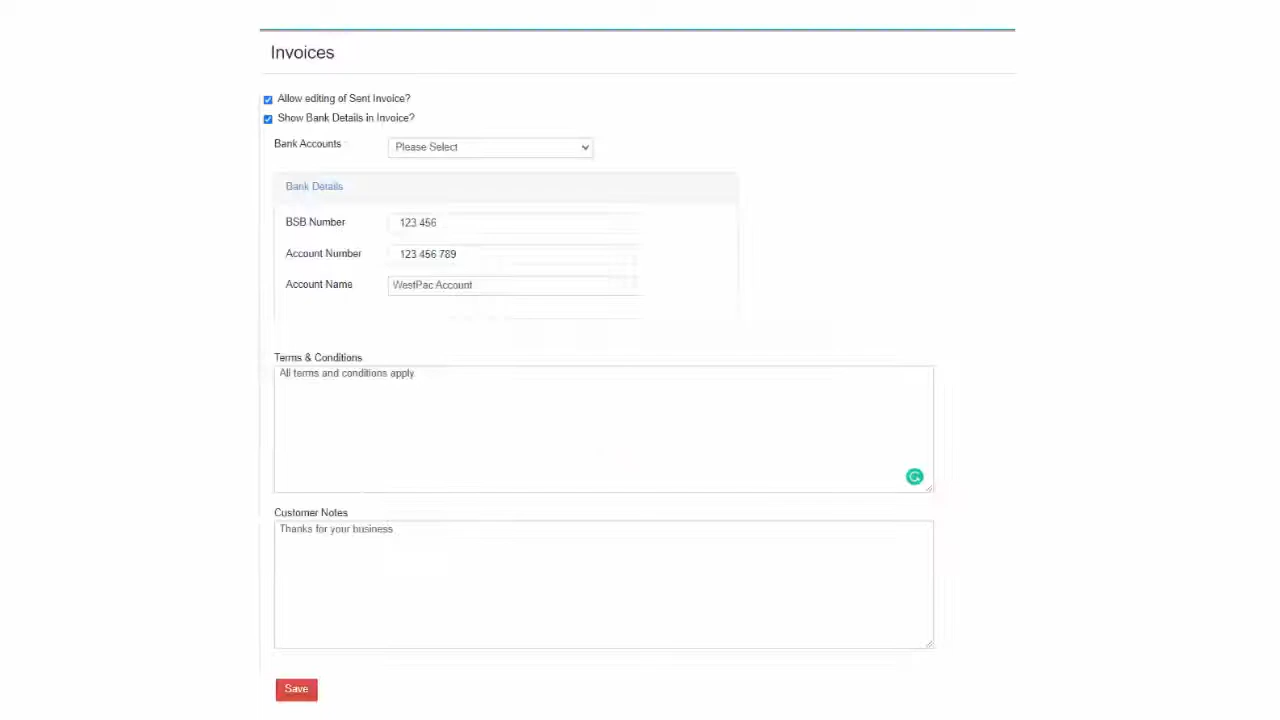 Invoices
Allow editing of Sent Invoice?
Show Bank Details in Invoice?
Bank Accounts Please Select
Bank Details
BSB Number 123 456
Account Number 123 456 789
Account Name WestPac Account
Terms & Conditions
All terms and conditions apply.
Customer Notes
Thanks for your business
Save